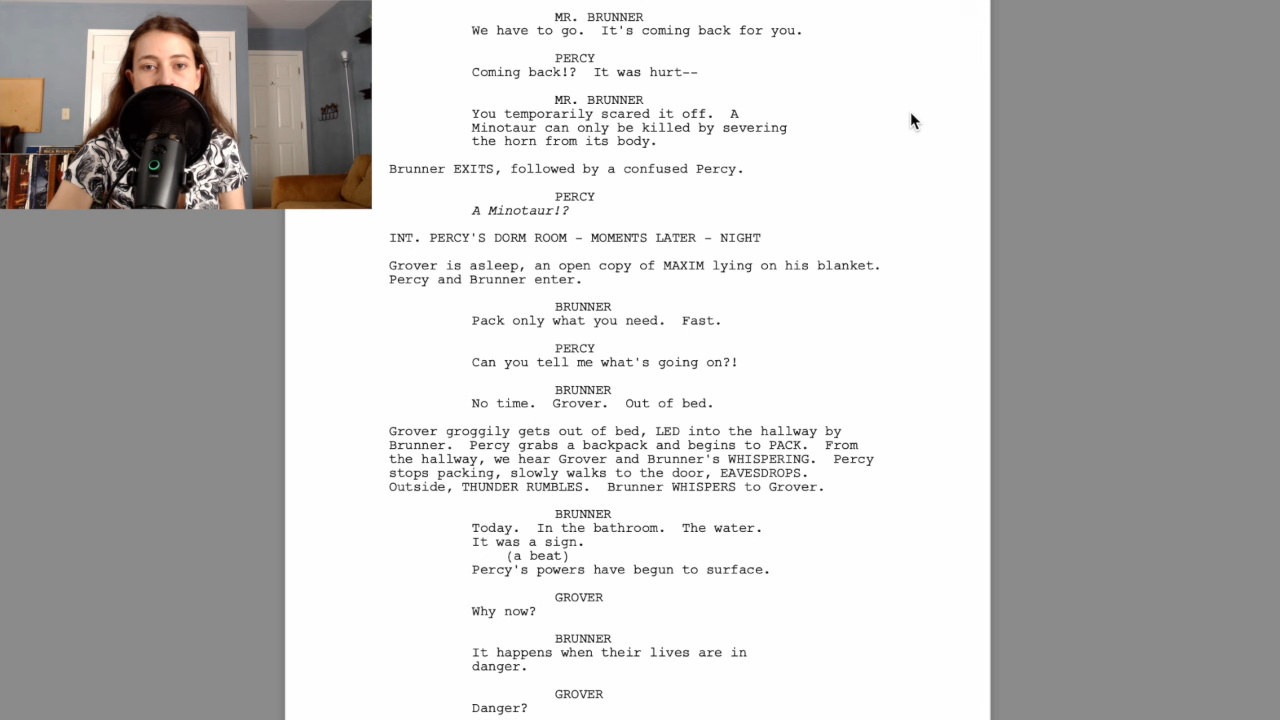 MR. BRUNNER
We have to go. It's coming back for you.
PERCY
Coming back!? It was hurt--
MR. BRUNNER
You temporarily scared it off. A
Minotaur can only be killed by severing
the horn from its body.
Brunner EXITS, followed by a confused Percy.
PERCY
A Minotaur!?
INT. PERCY'S DORM ROOM - MOMENTS LATER - NIGHT
Grover is asleep, an open copy of MAXIM lying on his blanket.
Percy and Brunner enter.
BRUNNER
Pack only what you need. Fast.
PERCY
Can you tell me what's going on?!
BRUNNER
No time. Grover. Out of bed.
Grover groggily gets out of bed, LED into the hallway by
Brunner. Percy grabs a backpack and begins to PACK. From
the hallway, we hear Grover and Brunner's WHISPERING. Percy
stops packing, slowly walks to the door, EAVESDROPS.
Outside, THUNDER RUMBLES. Brunner WHISPERS to Grover.
BRUNNER
Today. In the bathroom. The water.
It was a sign.
(a beat)
Percy's powers have begun to surface.
GROVER
Why now?
BRUNNER
It happens when their lives are in
danger.
GROVER
Danger?